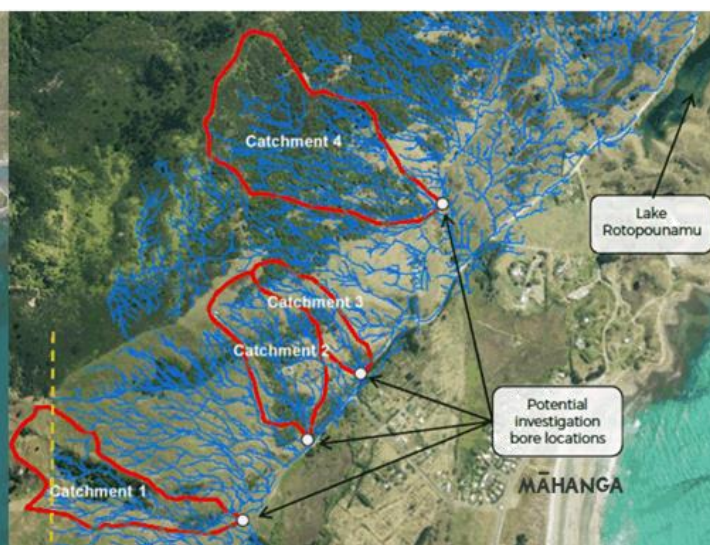 Catchment 4
Lake
Rotopounamu
Catchment 3
Catchment 2
Potential
investigation
bore locations
Catchment 1
MĀHANGA